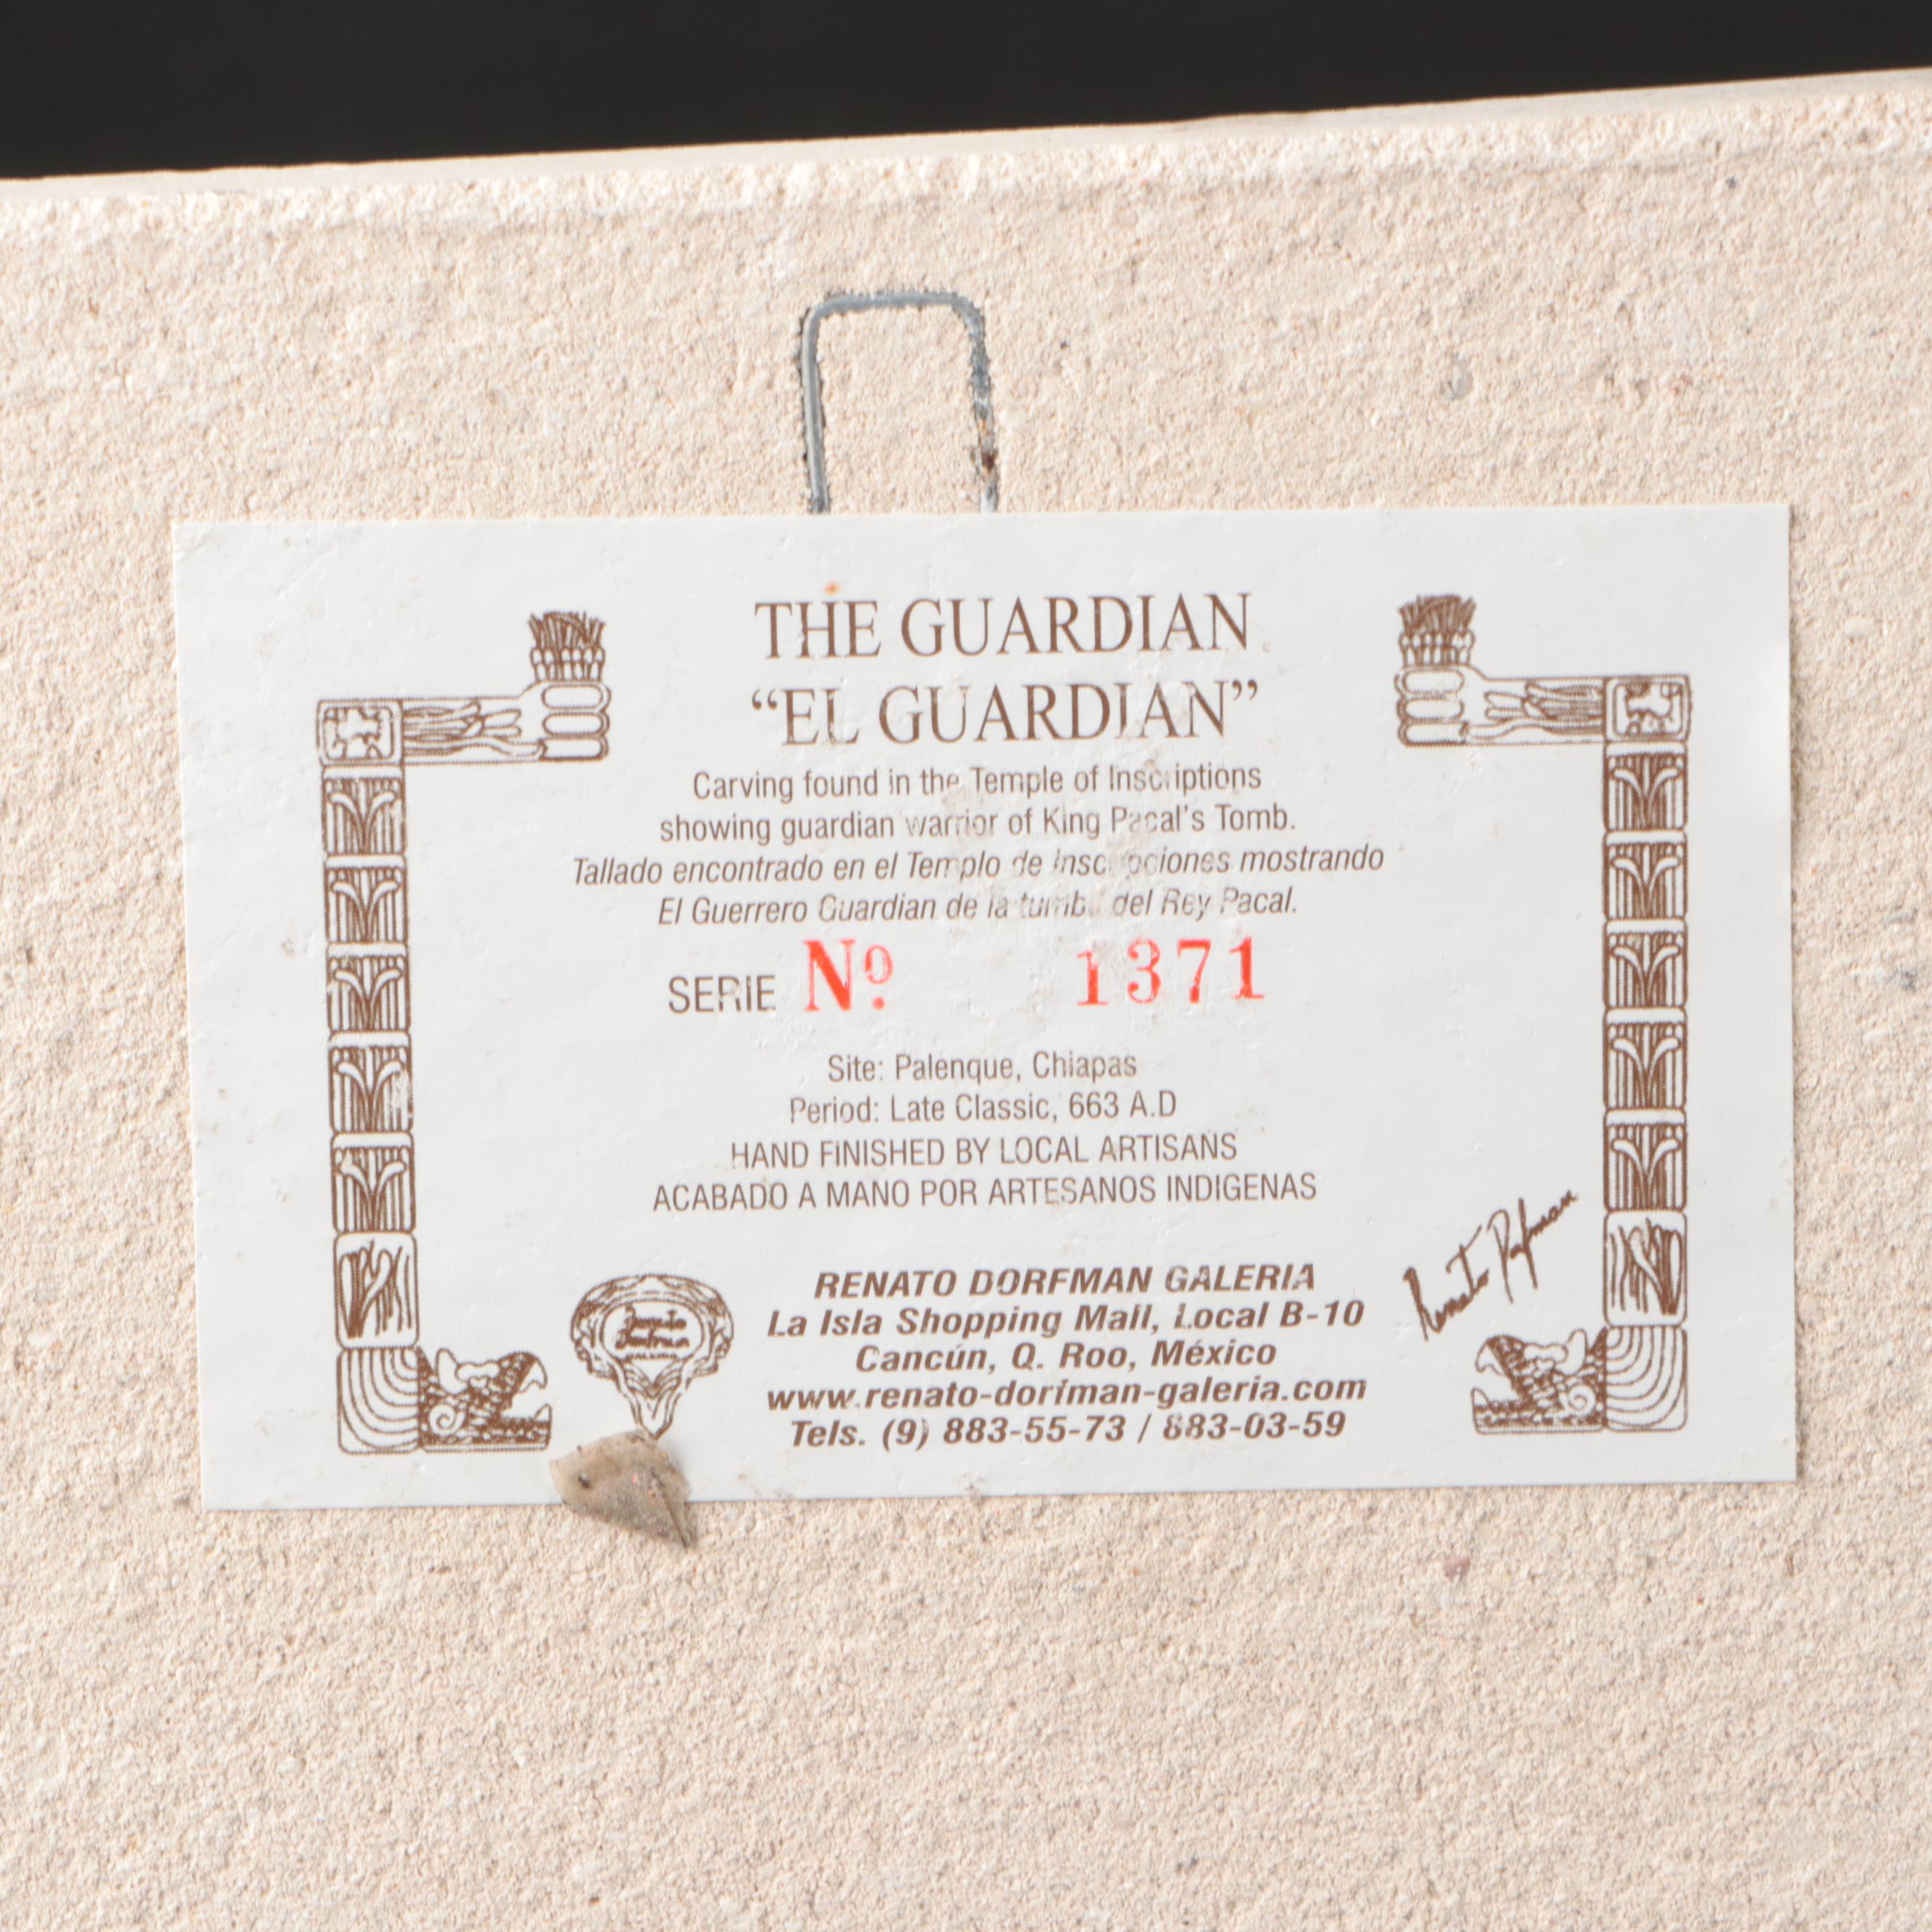 THE GUARDIAN
“EL GUARDIAN”
Carving found in the Temple of Inscriptions
showing guardian warrior of King Pacal's Tomb.
Tallado encontrado en el Templo de Inscripciones mostrando
El Guerrero Guardian de la tumba del Rey Pacal.
SERIE Nº. 1371
Site: Palenque, Chiapas
Period: Late Classic, 663 A.D
HAND FINISHED BY LOCAL ARTISANS
ACABADO A MANO POR ARTESANOS INDIGENAS
Renato Dorfman
RENATO DORFMAN GALERIA
La Isla Shopping Mall, Local B-10
Cancún, Q. Roo, México
www.renato-dorfman-galeria.com
Tels. (9) 883-55-73 / 883-03-59